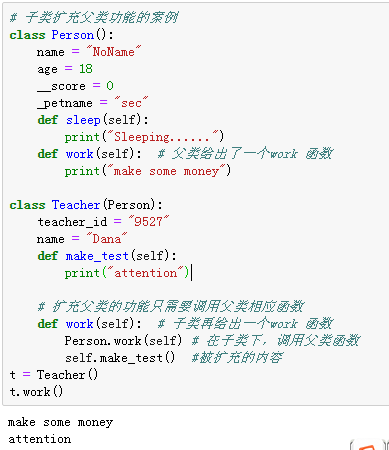 # 子类扩充父类功能的案例
class Person():
    name = "NoName"
    age = 18
    __score = 0
    _petname = "sec"
    def sleep(self):
        print("Sleeping......")
    def work(self):  # 父类给出了一个work 函数
        print("make some money")

class Teacher(Person):
    teacher_id = "9527"
    name = "Dana"
    def make_test(self):
        print("attention")

    # 扩充父类的功能只需要调用父类相应函数
    def work(self):  # 子类再给出一个work 函数
        Person.work(self) # 在子类下，调用父类函数
        self.make_test()  #被扩充的内容
t = Teacher()
t.work()
make some money
attention